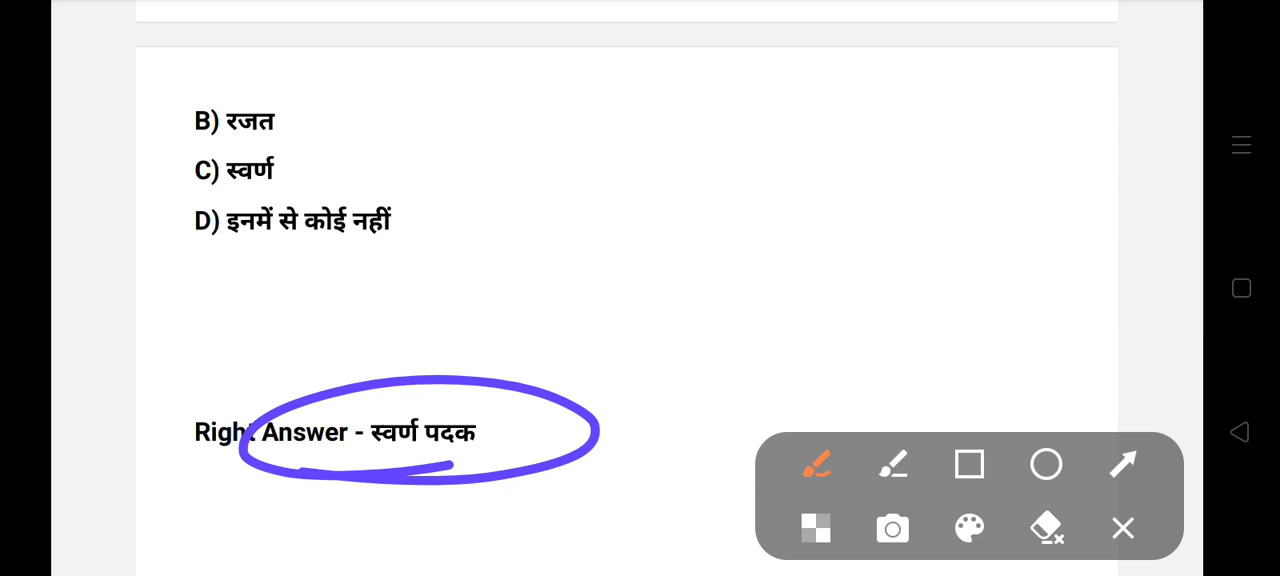 B) रजत
C) स्वर्ण
D) इनमें से कोई नहीं
Right Answer - स्वर्ण पदक